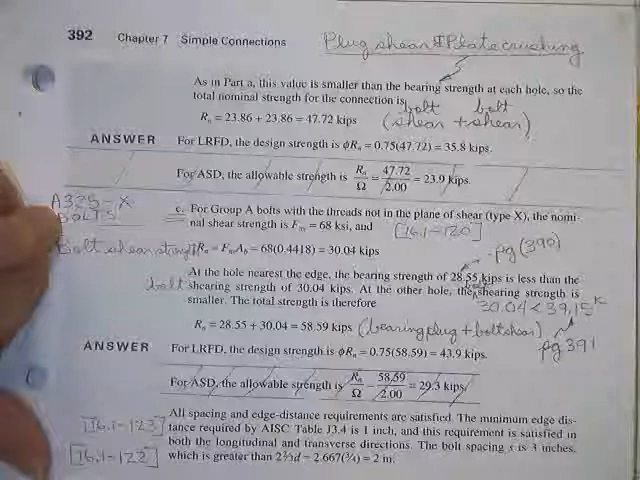 392 Chapter 7 Simple Connections
Plug shear & Plate crushing
As in Part a, this value is smaller than the bearing strength at each hole, so the
total nominal strength for the connection is
bolt bolt
Rn = 23.86 + 23.86 = 47.72 kips (shear + shear)
ANSWER For LRFD, the design strength is ϕRn = 0.75(47.72) = 35.8 kips.
For ASD, the allowable strength is Rn/Ω = 47.72/2.00 = 23.9 kips.
A325-X
BOLTS
c. For Group A bolts with the threads not in the plane of shear (type X), the nomi-
nal shear strength is Fnv = 68 ksi, and [16.1-120]
Bolt shear strength Rn = FnvAb = 68(0.4418) = 30.04 kips
pg (390)
At the hole nearest the edge, the bearing strength of 28.55 kips is less than the
bolt shearing strength of 30.04 kips. At the other hole, the bolt shearing strength is
smaller. The total strength is therefore 30.04 < 39.15 K
Rn = 28.55 + 30.04 = 58.59 kips (bearing plug + bolt shear)
pg 391
ANSWER For LRFD, the design strength is ϕRn = 0.75(58.59) = 43.9 kips.
For ASD, the allowable strength is Rn/Ω = 58.59/2.00 = 29.3 kips
All spacing and edge-distance requirements are satisfied. The minimum edge dis-
[16.1-123] tance required by AISC Table J3.4 is 1 inch, and this requirement is satisfied in
both the longitudinal and transverse directions. The bolt spacing s is 3 inches,
[16.1-122] which is greater than 2⅔d = 2.667(¾) = 2 in.